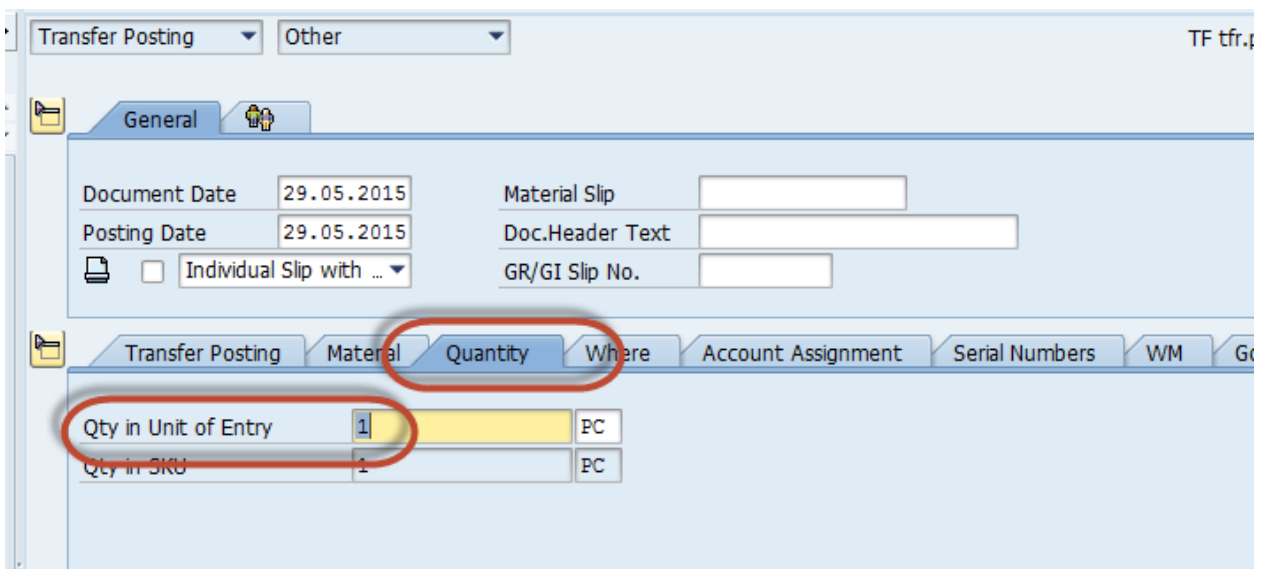 Transfer Posting Other TF tfr.p
General
Document Date 29.05.2015 Material Slip
Posting Date 29.05.2015 Doc.Header Text
Individual Slip with ... GR/GI Slip No.
Transfer Posting Material Quantity Where Account Assignment Serial Numbers WM Go
Qty in Unit of Entry 1 PC
Qty in SKU 1 PC